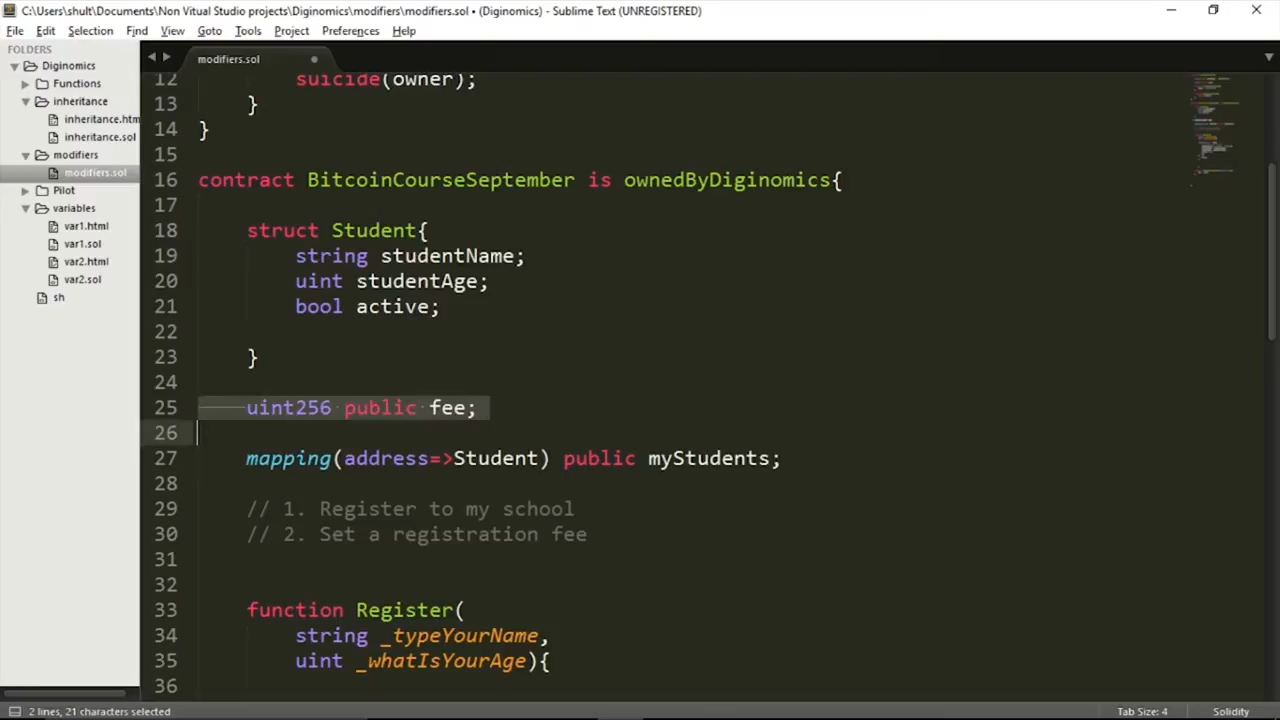 C:\Users\shult\Documents\Non Vitual Studio projects\Diginomics\modifiers\modifiers.sol • (Diginomics) - Sublime Text (UNREGISTERED)
File Edit Selection Find View Goto Tools Project Preferences Help
FOLDERS
Diginomics
Functions
inheritance
inheritance.htm
inheritance.sol
modifiers
modifiers.sol
Pilot
variables
var1.html
var1.sol
var2.html
var2.sol
sh
modifiers.sol
12 suicide(owner);
13 }
14 }
15
16 contract BitcoinCourseSeptember is ownedByDiginomics{
17
18 struct Student{
19 string studentName;
20 uint studentAge;
21 bool active;
22
23 }
24
25 uint256 public fee;
26
27 mapping(address=>Student) public myStudents;
28
29 // 1. Register to my school
30 // 2. Set a registration fee
31
32
33 function Register(
34 string _typeYourName,
35 uint _whatIsYourAge){
36
2 lines, 21 characters selected
Tab Size: 4
Solidity